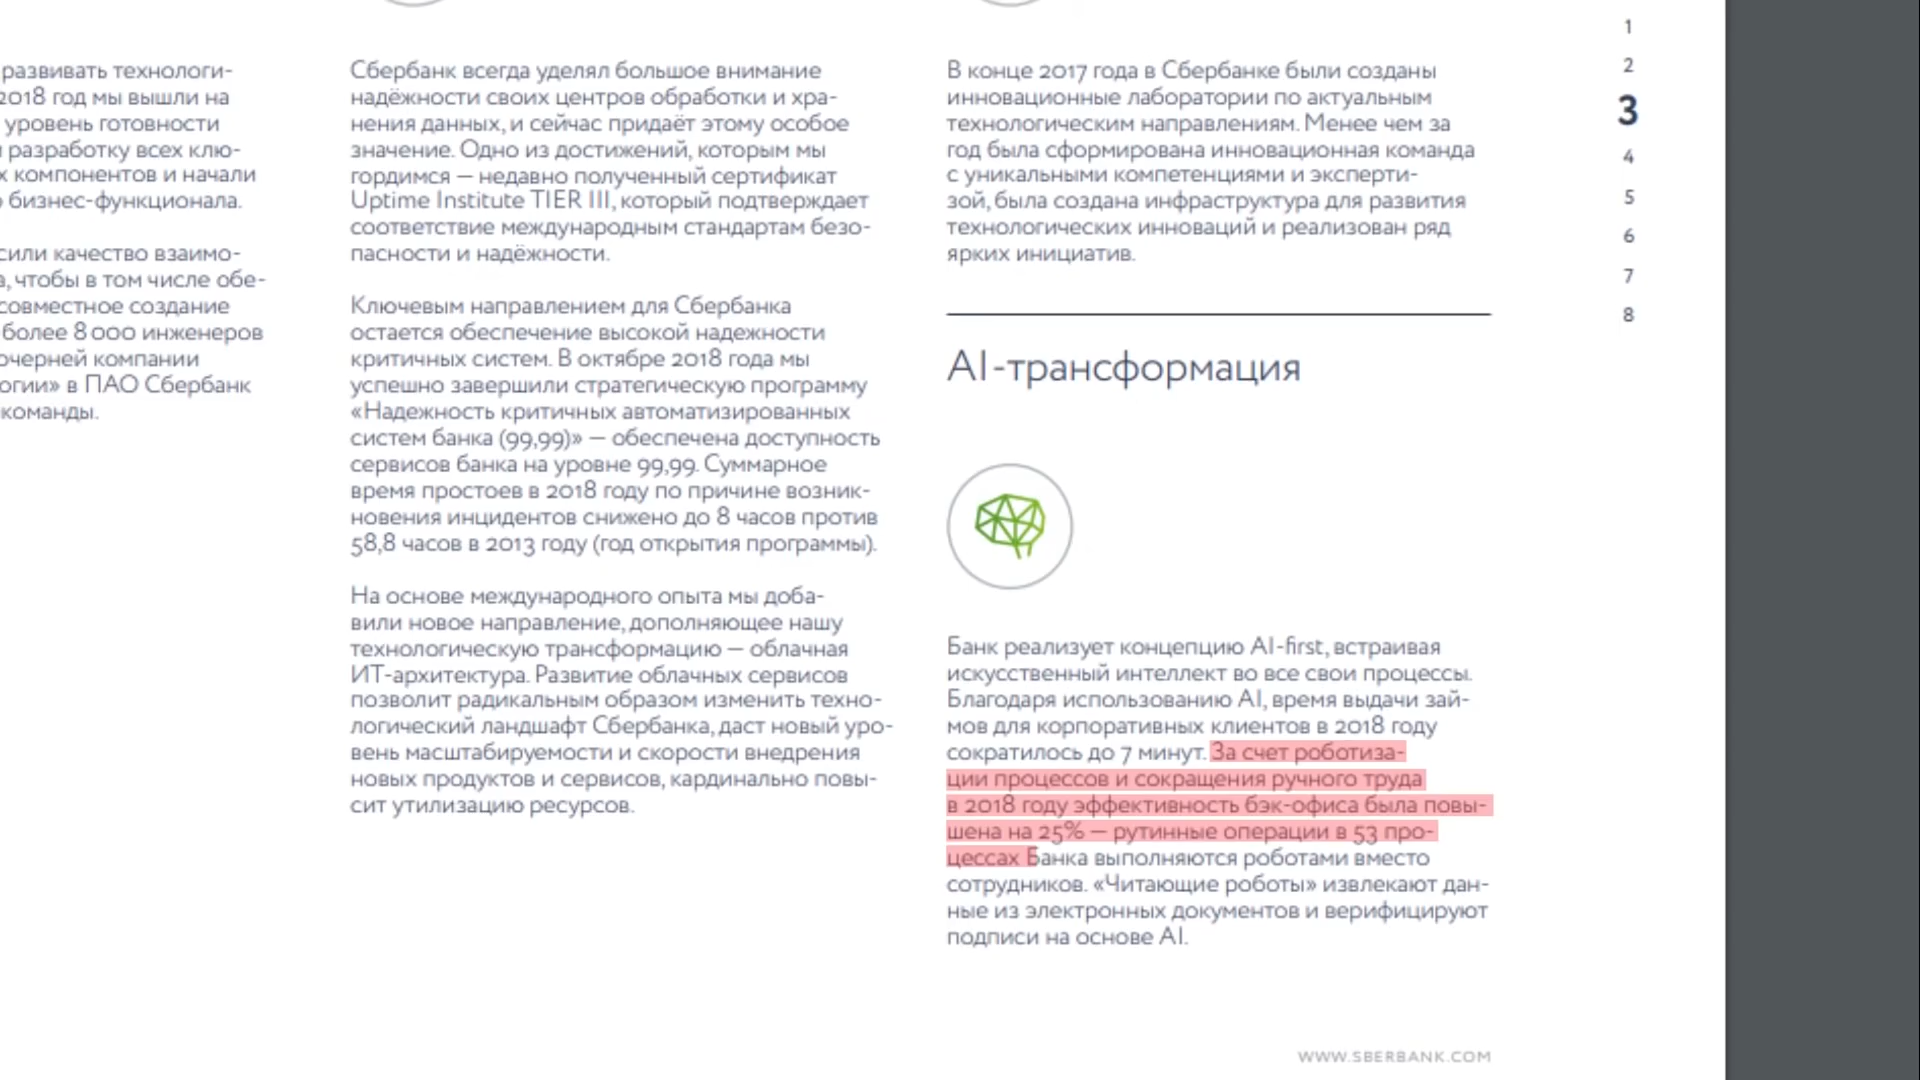 развивать технологи-
2018 год мы вышли на
уровень готовности
разработку всех клю-
х компонентов и начали
бизнес-функционала.
сили качество взаимо-
а, чтобы в том числе обе-
совместное создание
более 8 000 инженеров
очерней компании
огии» в ПАО Сбербанк
команды.
Сбербанк всегда уделял большое внимание
надёжности своих центров обработки и хра-
нения данных, и сейчас придаёт этому особое
значение. Одно из достижений, которым мы
гордимся — недавно полученный сертификат
Uptime Institute TIER III, который подтверждает
соответствие международным стандартам безо-
пасности и надёжности.
Ключевым направлением для Сбербанка
остается обеспечение высокой надежности
критичных систем. В октябре 2018 года мы
успешно завершили стратегическую программу
«Надежность критичных автоматизированных
систем банка (99,99)» — обеспечена доступность
сервисов банка на уровне 99,99. Суммарное
время простоев в 2018 году по причине возник-
новения инцидентов снижено до 8 часов против
58,8 часов в 2013 году (год открытия программы).
На основе международного опыта мы доба-
вили новое направление, дополняющее нашу
технологическую трансформацию — облачная
ИТ-архитектура. Развитие облачных сервисов
позволит радикальным образом изменить техно-
логический ландшафт Сбербанка, даст новый уро-
вень масштабируемости и скорости внедрения
новых продуктов и сервисов, кардинально повы-
сит утилизацию ресурсов.
В конце 2017 года в Сбербанке были созданы
инновационные лаборатории по актуальным
технологическим направлениям. Менее чем за
год была сформирована инновационная команда
с уникальными компетенциями и эксперти-
зой, была создана инфраструктура для развития
технологических инноваций и реализован ряд
ярких инициатив.
AI-трансформация
Банк реализует концепцию AI-first, встраивая
искусственный интеллект во все свои процессы.
Благодаря использованию AI, время выдачи зай-
мов для корпоративных клиентов в 2018 году
сократилось до 7 минут. За счет роботиза-
ции процессов и сокращения ручного труда
в 2018 году эффективность бэк-офиса была повы-
шена на 25% — рутинные операции в 53 про-
цессах Банка выполняются роботами вместо
сотрудников. «Читающие роботы» извлекают дан-
ные из электронных документов и верифицируют
подписи на основе AI.
1
2
3
4
5
6
7
8
WWW.SBERBANK.COM